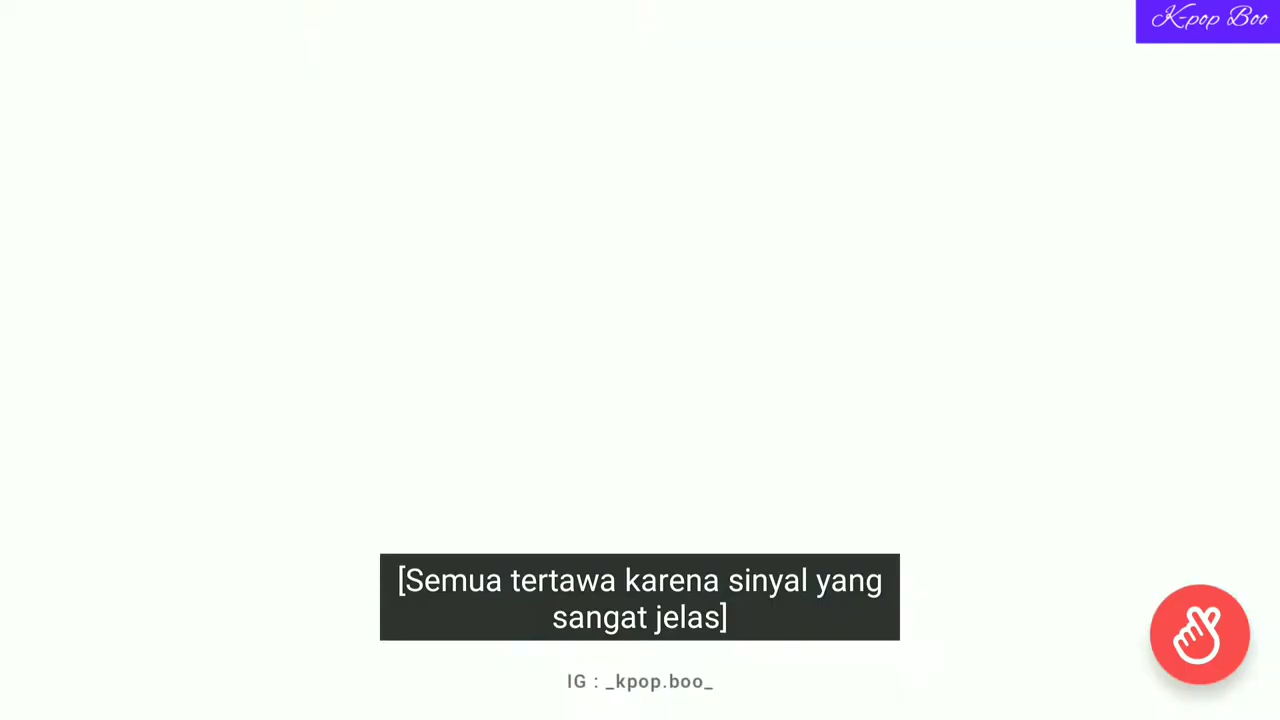 K-pop Boo
[Semua tertawa karena sinyal yang
sangat jelas]
IG : _kpop.boo_